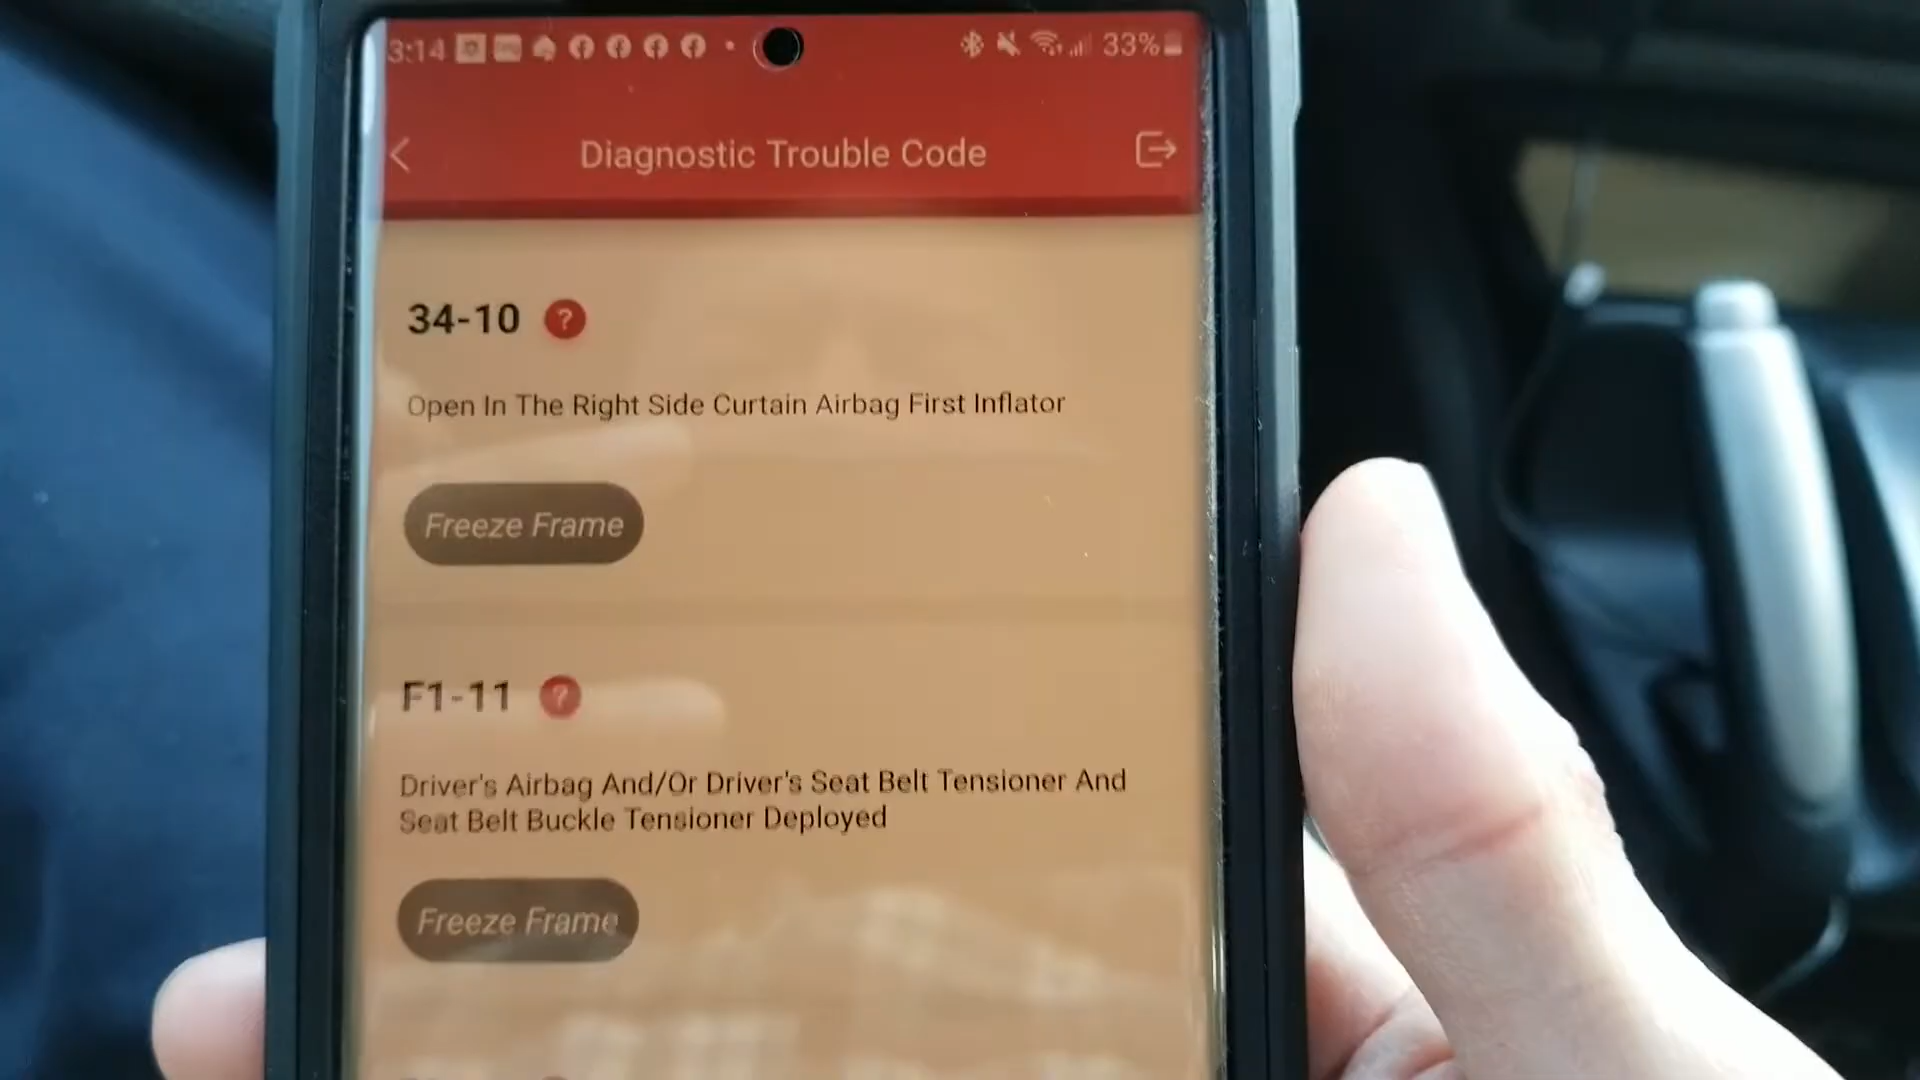 3:14 33%
Diagnostic Trouble Code
34-10 ?
Open In The Right Side Curtain Airbag First Inflator
Freeze Frame
F1-11 ?
Driver's Airbag And/Or Driver's Seat Belt Tensioner And
Seat Belt Buckle Tensioner Deployed
Freeze Frame